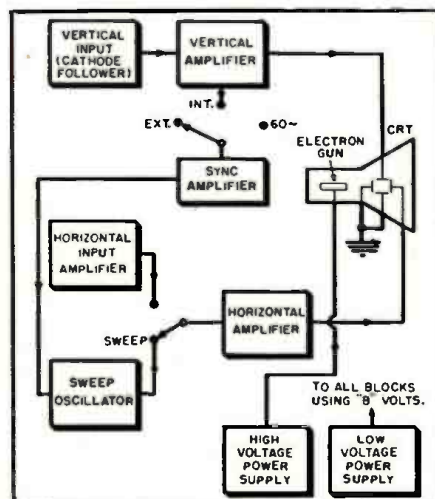 VERTICAL
INPUT
(CATHODE
FOLLOWER)
VERTICAL
AMPLIFIER
INT.
EXT.
60~
CRT
ELECTRON
GUN
SYNC
AMPLIFIER
HORIZONTAL
INPUT
AMPLIFIER
SWEEP
HORIZONTAL
AMPLIFIER
SWEEP
OSCILLATOR
TO ALL BLOCKS
USING "B" VOLTS.
HIGH
VOLTAGE
POWER
SUPPLY
LOW
VOLTAGE
POWER
SUPPLY